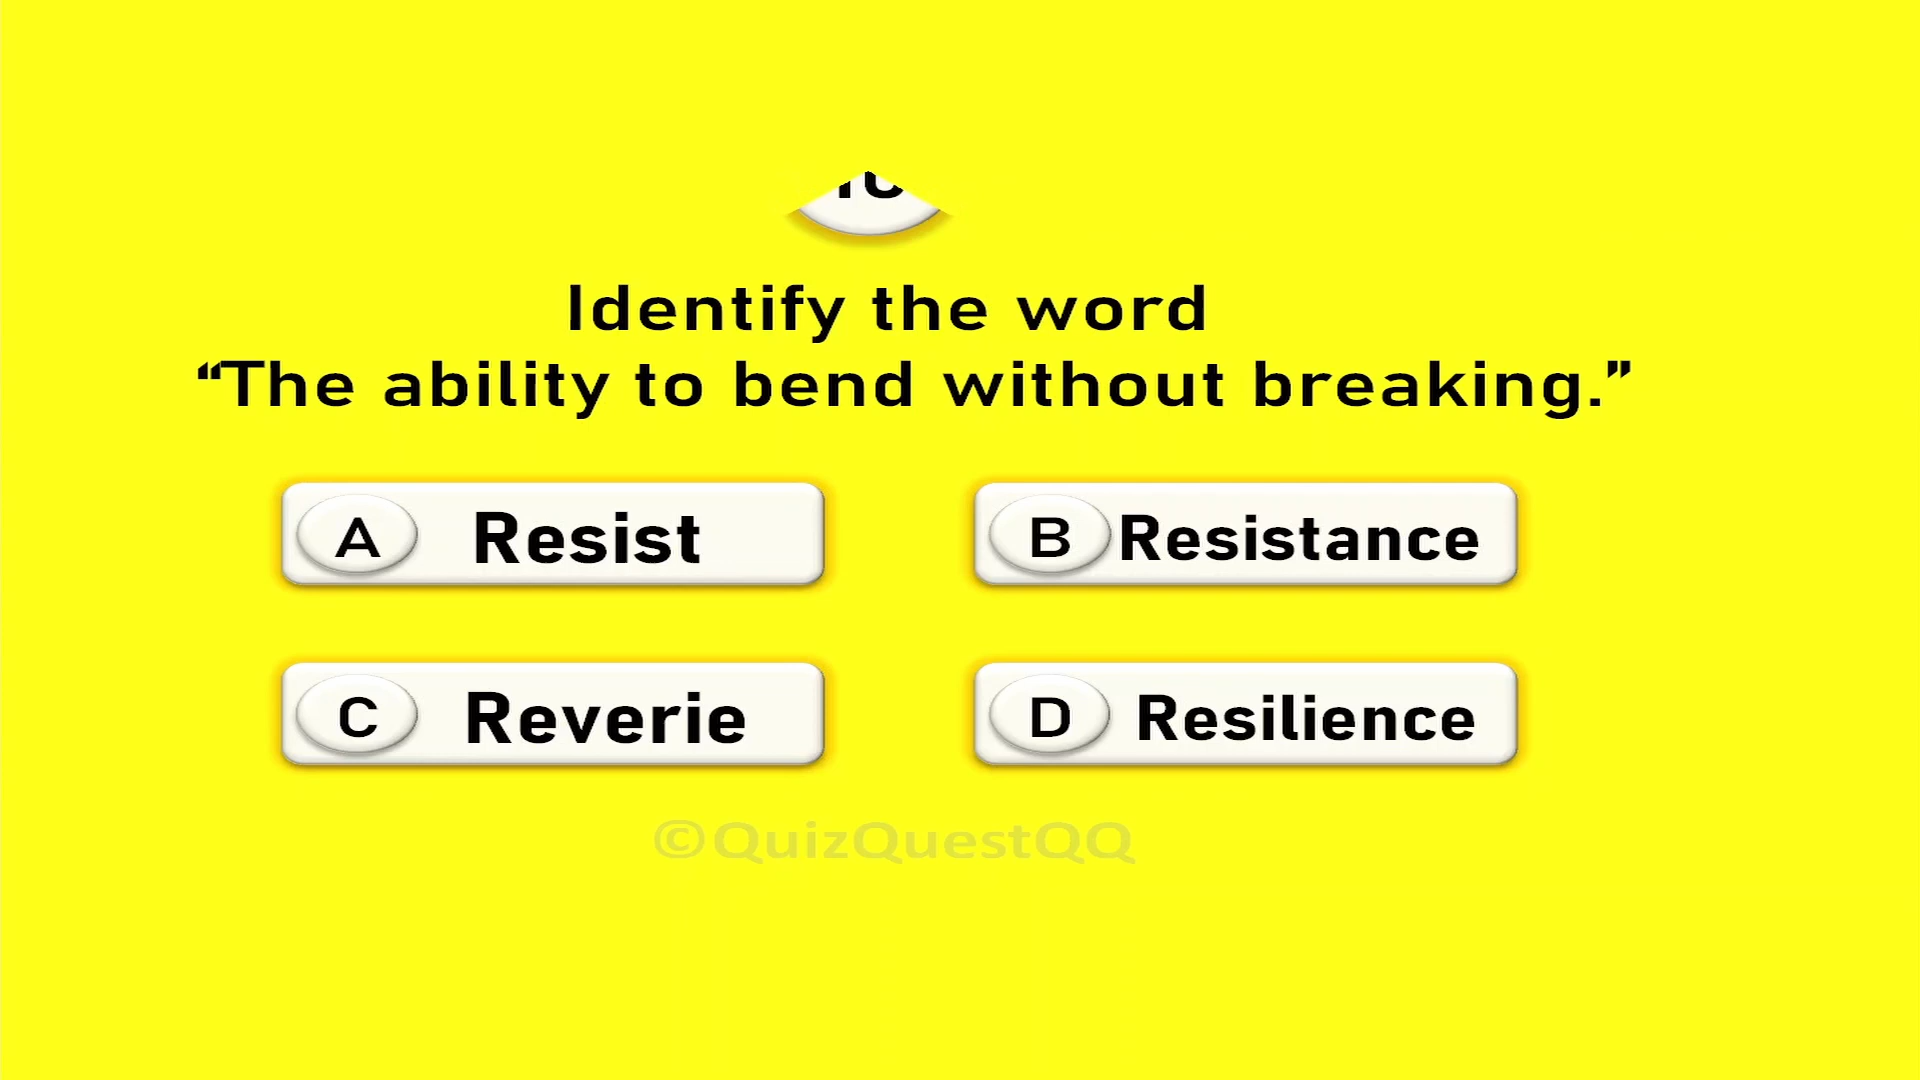 Identify the word
“The ability to bend without breaking.”
A Resist
B Resistance
C Reverie
D Resilience
©QuizQuestQQ